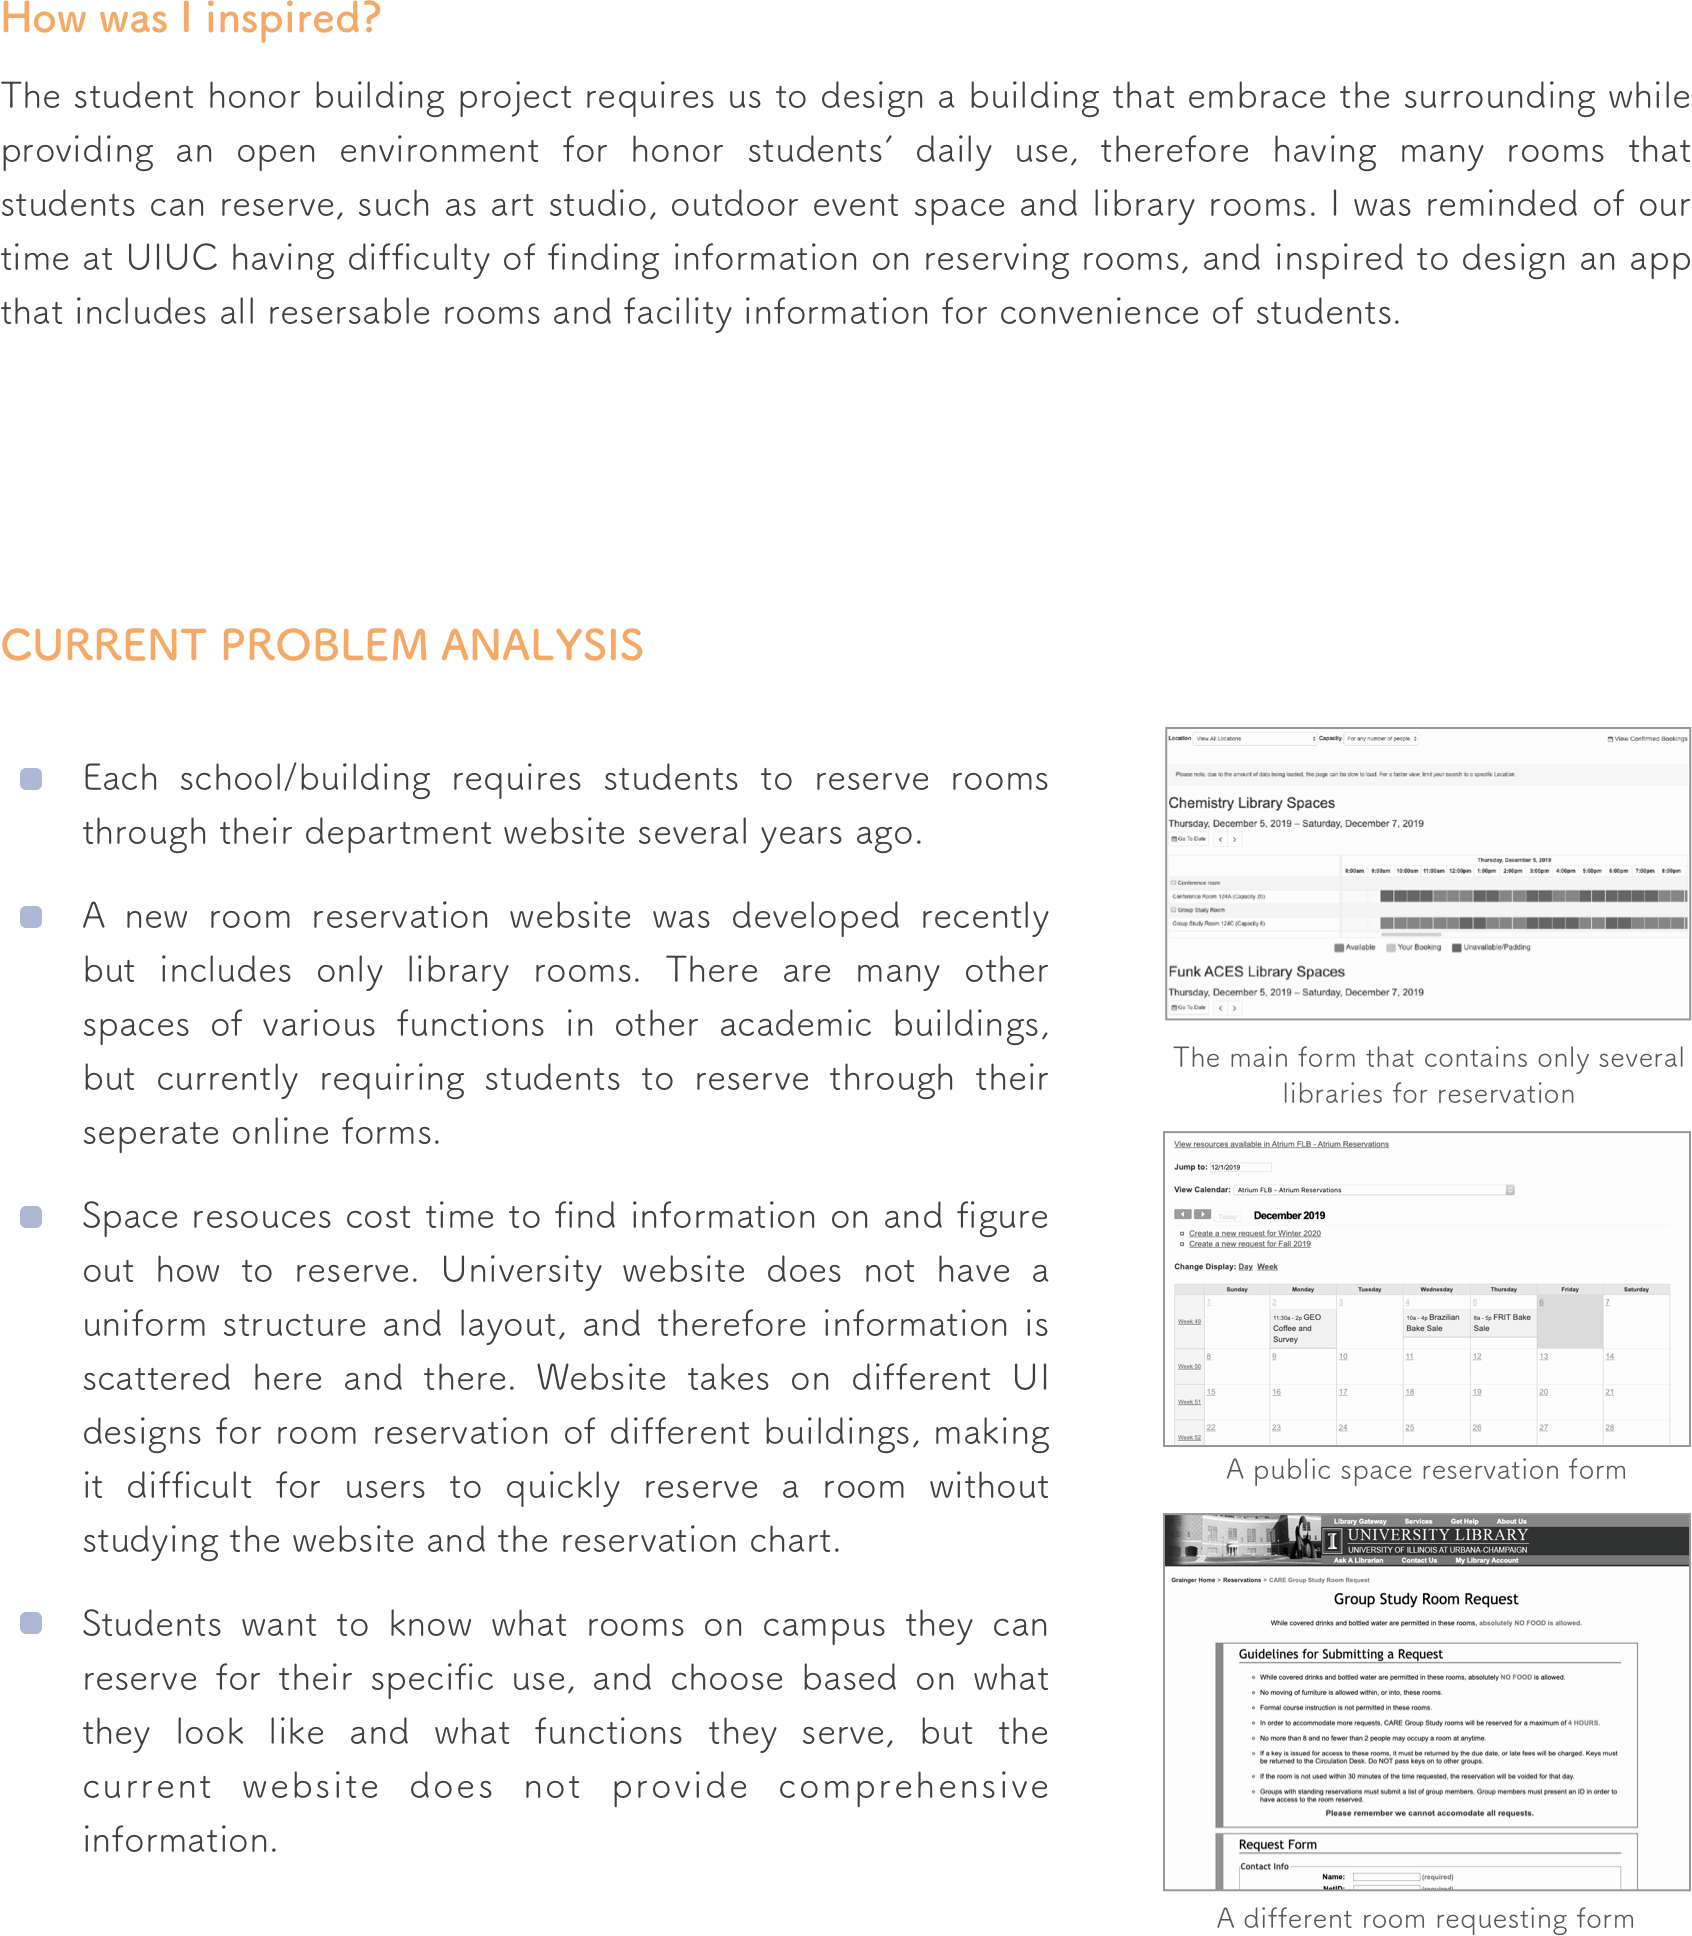 How was I inspired?
The student honor building project requires us to design a building that embrace the surrounding while
providing an open environment for honor students’ daily use, therefore having many rooms that
students can reserve, such as art studio, outdoor event space and library rooms. I was reminded of our
time at UIUC having difficulty of finding information on reserving rooms, and inspired to design an app
that includes all resersable rooms and facility information for convenience of students.
CURRENT PROBLEM ANALYSIS
Each school/building requires students to reserve rooms
through their department website several years ago.
A new room reservation website was developed recently
but includes only library rooms. There are many other
spaces of various functions in other academic buildings,
but currently requiring students to reserve through their
seperate online forms.
Space resouces cost time to find information on and figure
out how to reserve. University website does not have a
uniform structure and layout, and therefore information is
scattered here and there. Website takes on different UI
designs for room reservation of different buildings, making
it difficult for users to quickly reserve a room without
studying the website and the reservation chart.
Students want to know what rooms on campus they can
reserve for their specific use, and choose based on what
they look like and what functions they serve, but the
current website does not provide comprehensive
information.
Location View All Locations Capacity For any number of people. View Confirmed Bookings
Please note, due to the amount of data being loaded, this page can be slow to load. For a faster view, limit your search to a specific Location.
Chemistry Library Spaces
Thursday, December 5, 2019 – Saturday, December 7, 2019
Go To Date < >
Thursday, December 5, 2019
8:00am 9:00am 10:00am 11:00am 12:00pm 1:00pm 2:00pm 3:00pm 4:00pm 5:00pm 6:00pm 7:00pm 8:00pm
Conference room
Conference Room 124A (Capacity 20)
Group Study Room
Group Study Room 124C (Capacity 6)
Available Your Booking Unavailable/Padding
Funk ACES Library Spaces
Thursday, December 5, 2019 – Saturday, December 7, 2019
Go To Date < >
The main form that contains only several
libraries for reservation
View resources available in Atrium FLB - Atrium Reservations
Jump to: 12/1/2019
View Calendar: Atrium FLB - Atrium Reservations
Today December 2019
Create a new request for Winter 2020
Create a new request for Fall 2019
Change Display: Day Week
Sunday Monday Tuesday Wednesday Thursday Friday Saturday
1 2 3 4 5 6 7
Week 49 11:30a - 2p GEO Coffee and Survey 10a - 4p Brazilian Bake Sale 8a - 5p FRIT Bake Sale
8 9 10 11 12 13 14
Week 50
15 16 17 18 19 20 21
Week 51
22 23 24 25 26 27 28
Week 52
A public space reservation form
Library Gateway Services Get Help About Us
I UNIVERSITY LIBRARY
UNIVERSITY OF ILLINOIS AT URBANA-CHAMPAIGN
Ask A Librarian Contact Us My Library Account
Grainger Home > Reservations > CARE Group Study Room Request
Group Study Room Request
While covered drinks and bottled water are permitted in these rooms, absolutely NO FOOD is allowed.
Guidelines for Submitting a Request
While covered drinks and bottled water are permitted in these rooms, absolutely NO FOOD is allowed.
No moving of furniture is allowed within, or into, these rooms.
Formal course instruction is not permitted in these rooms.
In order to accommodate more requests, CARE Group Study rooms will be reserved for a maximum of 4 HOURS.
No more than 8 and no fewer than 2 people may occupy a room at anytime.
If a key is issued for access to these rooms, it must be returned by the due date, or late fees will be charged. Keys must
be returned to the Circulation Desk. Do NOT pass keys on to other groups.
If the room is not used within 30 minutes of the time requested, the reservation will be voided for that day.
Groups with standing reservations must submit a list of group members. Group members must present an ID in order to
have access to the room reserved.
Please remember we cannot accomodate all requests.
Request Form
Contact Info
Name: (required)
NetID: (required)
A different room requesting form